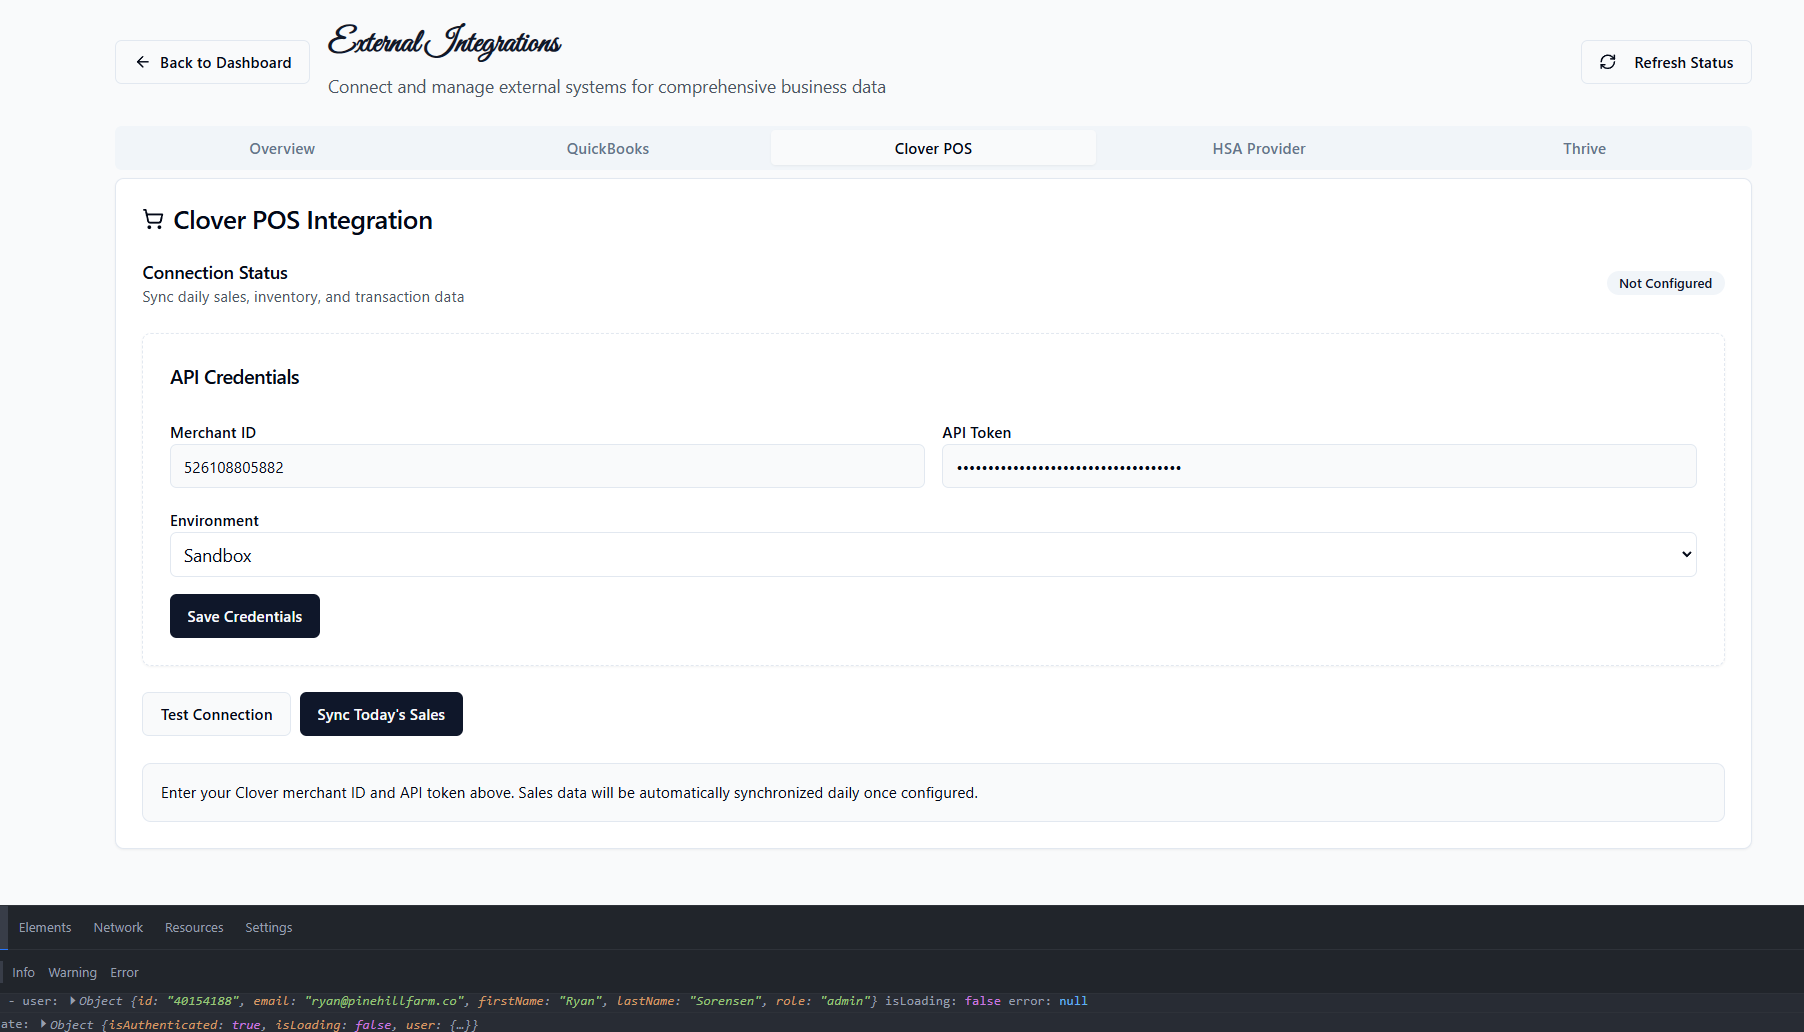 Back to Dashboard
External Integrations
Connect and manage external systems for comprehensive business data
Refresh Status
Overview
QuickBooks
Clover POS
HSA Provider
Thrive
Clover POS Integration
Connection Status
Sync daily sales, inventory, and transaction data
Not Configured
API Credentials
Merchant ID
API Token
526108805882
••••••••••••••••••••••••••••••••••••
Environment
Sandbox
Save Credentials
Test Connection
Sync Today's Sales
Enter your Clover merchant ID and API token above. Sales data will be automatically synchronized daily once configured.
Elements Network Resources Settings
Info Warning Error
- user: Object {id: "40154188", email: "ryan@pinehillfarm.co", firstName: "Ryan", lastName: "Sorensen", role: "admin"} isLoading: false error: null
ate: Object {isAuthenticated: true, isLoading: false, user: {…}}